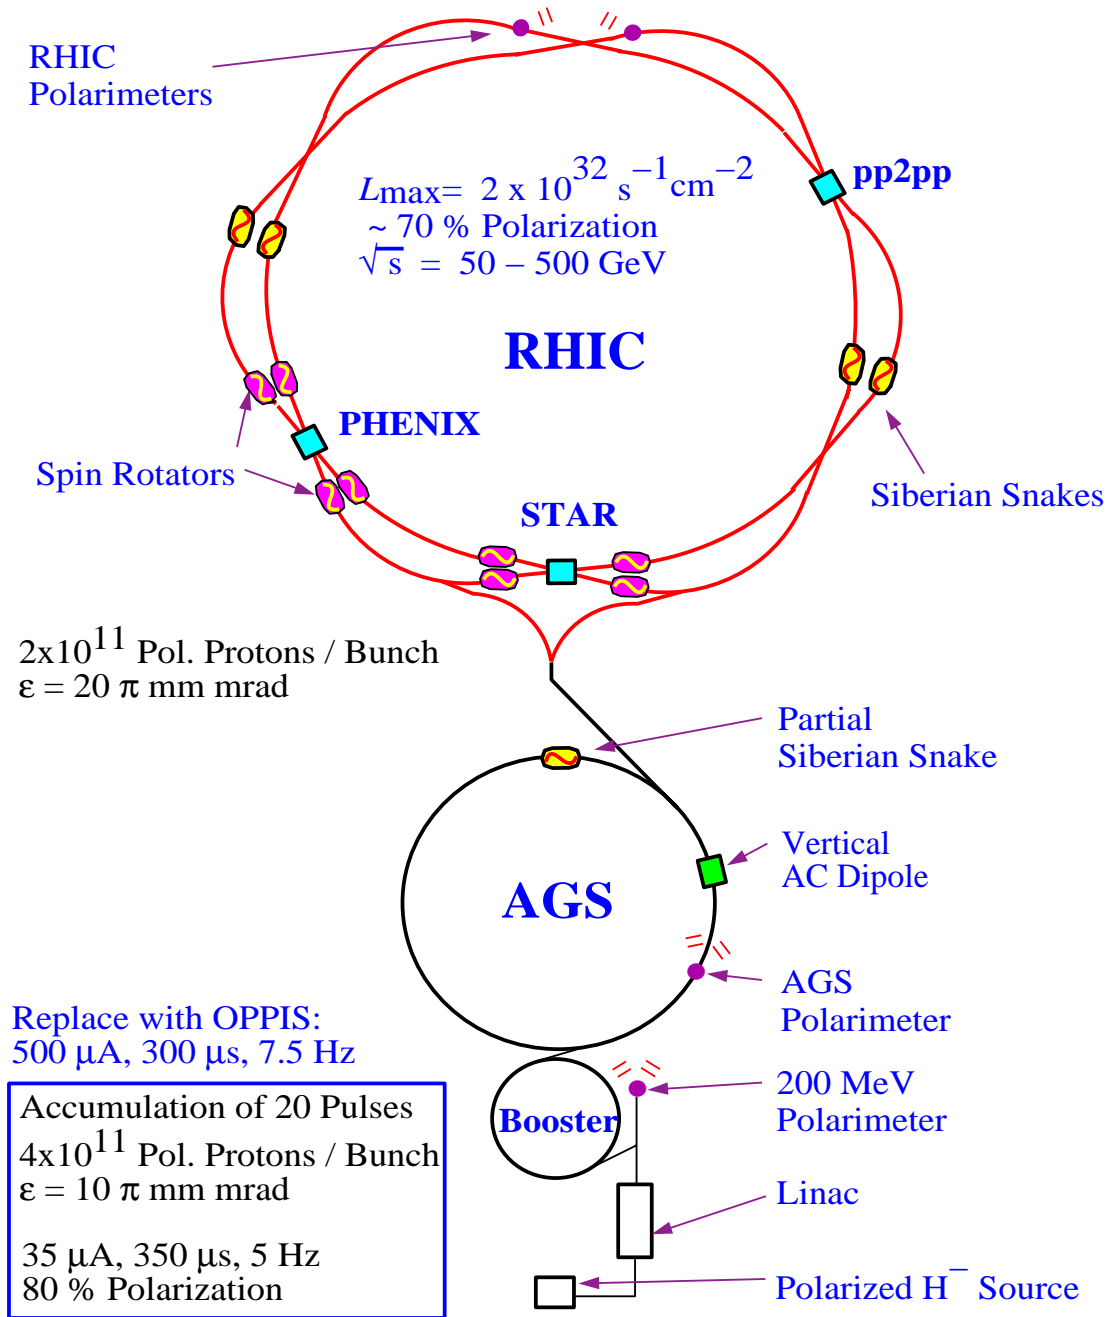 RHIC
Polarimeters
Lmax= 2 x 10^32 s^−1 cm^−2
~ 70 % Polarization
√s = 50 – 500 GeV
pp2pp
RHIC
PHENIX
Spin Rotators
STAR
Siberian Snakes
2x10^11 Pol. Protons / Bunch
ε = 20 π mm mrad
Partial
Siberian Snake
Vertical
AC Dipole
AGS
AGS
Polarimeter
Replace with OPPIS:
500 μA, 300 μs, 7.5 Hz
200 MeV
Polarimeter
Booster
Accumulation of 20 Pulses
4x10^11 Pol. Protons / Bunch
ε = 10 π mm mrad
35 μA, 350 μs, 5 Hz
80 % Polarization
Linac
Polarized H^− Source